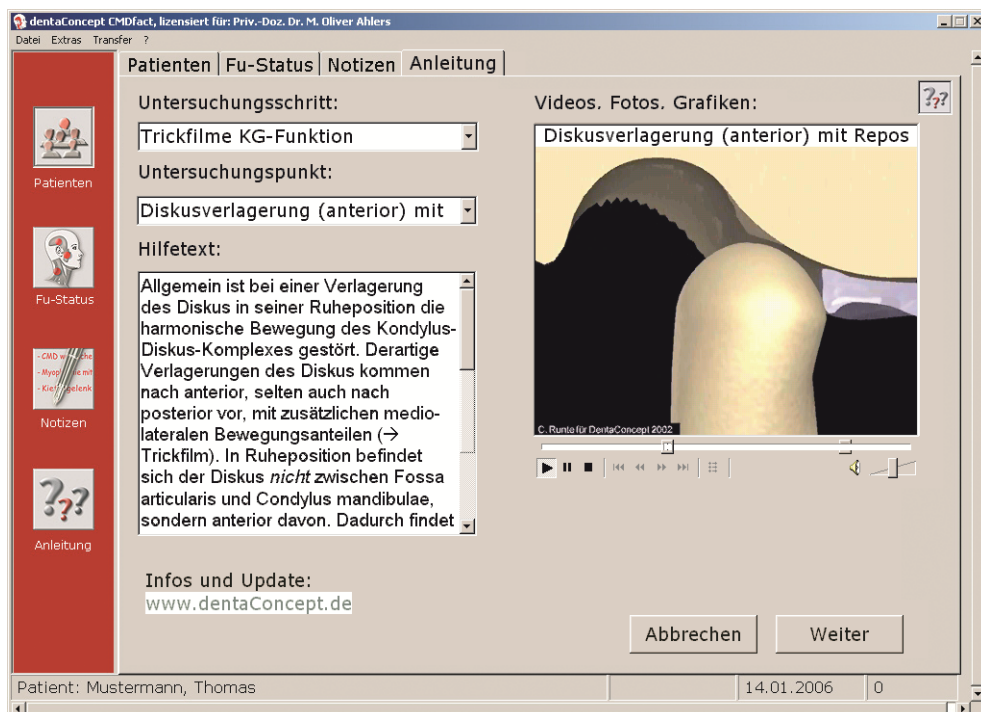 dentaConcept CMDfact, lizensiert für: Priv.-Doz. Dr. M. Oliver Ahlers
Datei Extras Transfer ?
Patienten Fu-Status Notizen Anleitung
Untersuchungsschritt:
Trickfilme KG-Funktion
Untersuchungspunkt:
Diskusverlagerung (anterior) mit
Hilfetext:
Allgemein ist bei einer Verlagerung
des Diskus in seiner Ruheposition die
harmonische Bewegung des Kondylus-
Diskus-Komplexes gestört. Derartige
Verlagerungen des Diskus kommen
nach anterior, selten auch nach
posterior vor, mit zusätzlichen medio-
lateralen Bewegungsanteilen (→
Trickfilm). In Ruheposition befindet
sich der Diskus nicht zwischen Fossa
articularis und Condylus mandibulae,
sondern anterior davon. Dadurch findet
Videos. Fotos. Grafiken:
???
Diskusverlagerung (anterior) mit Repos
C. Runte für DentaConcept 2002
Patienten
Fu-Status
- CMD
- Myop mit
- Kie gelenk
Notizen
???
Anleitung
Infos und Update:
www.dentaConcept.de
Abbrechen
Weiter
Patient: Mustermann, Thomas
14.01.2006
0